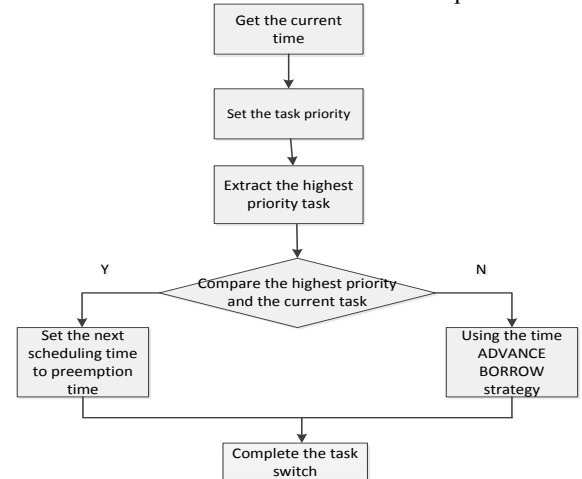 Get the current
time
Set the task priority
Extract the highest
priority task
Y
N
Compare the highest priority
and the current task
Set the next
scheduling time
to preemption
time
Using the time
ADVANCE
BORROW
strategy
Complete the task
switch